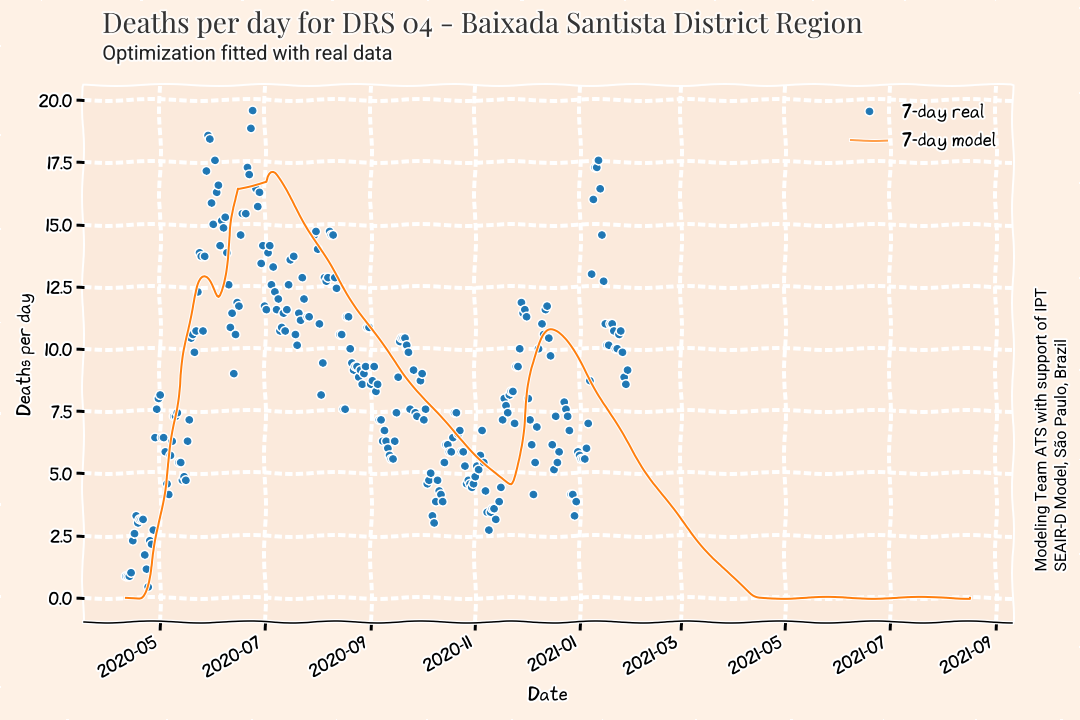 Deaths per day for DRS 04 - Baixada Santista District Region
Optimization fitted with real data
20.0
17.5
15.0
12.5
10.0
7.5
5.0
2.5
0.0
Deaths per day
7-day real
7-day model
2020-05
2020-07
2020-09
2020-11
2021-01
2021-03
2021-05
2021-07
2021-09
Date
Modeling Team ATS with support of IPT
SEAIR-D Model, São Paulo, Brazil